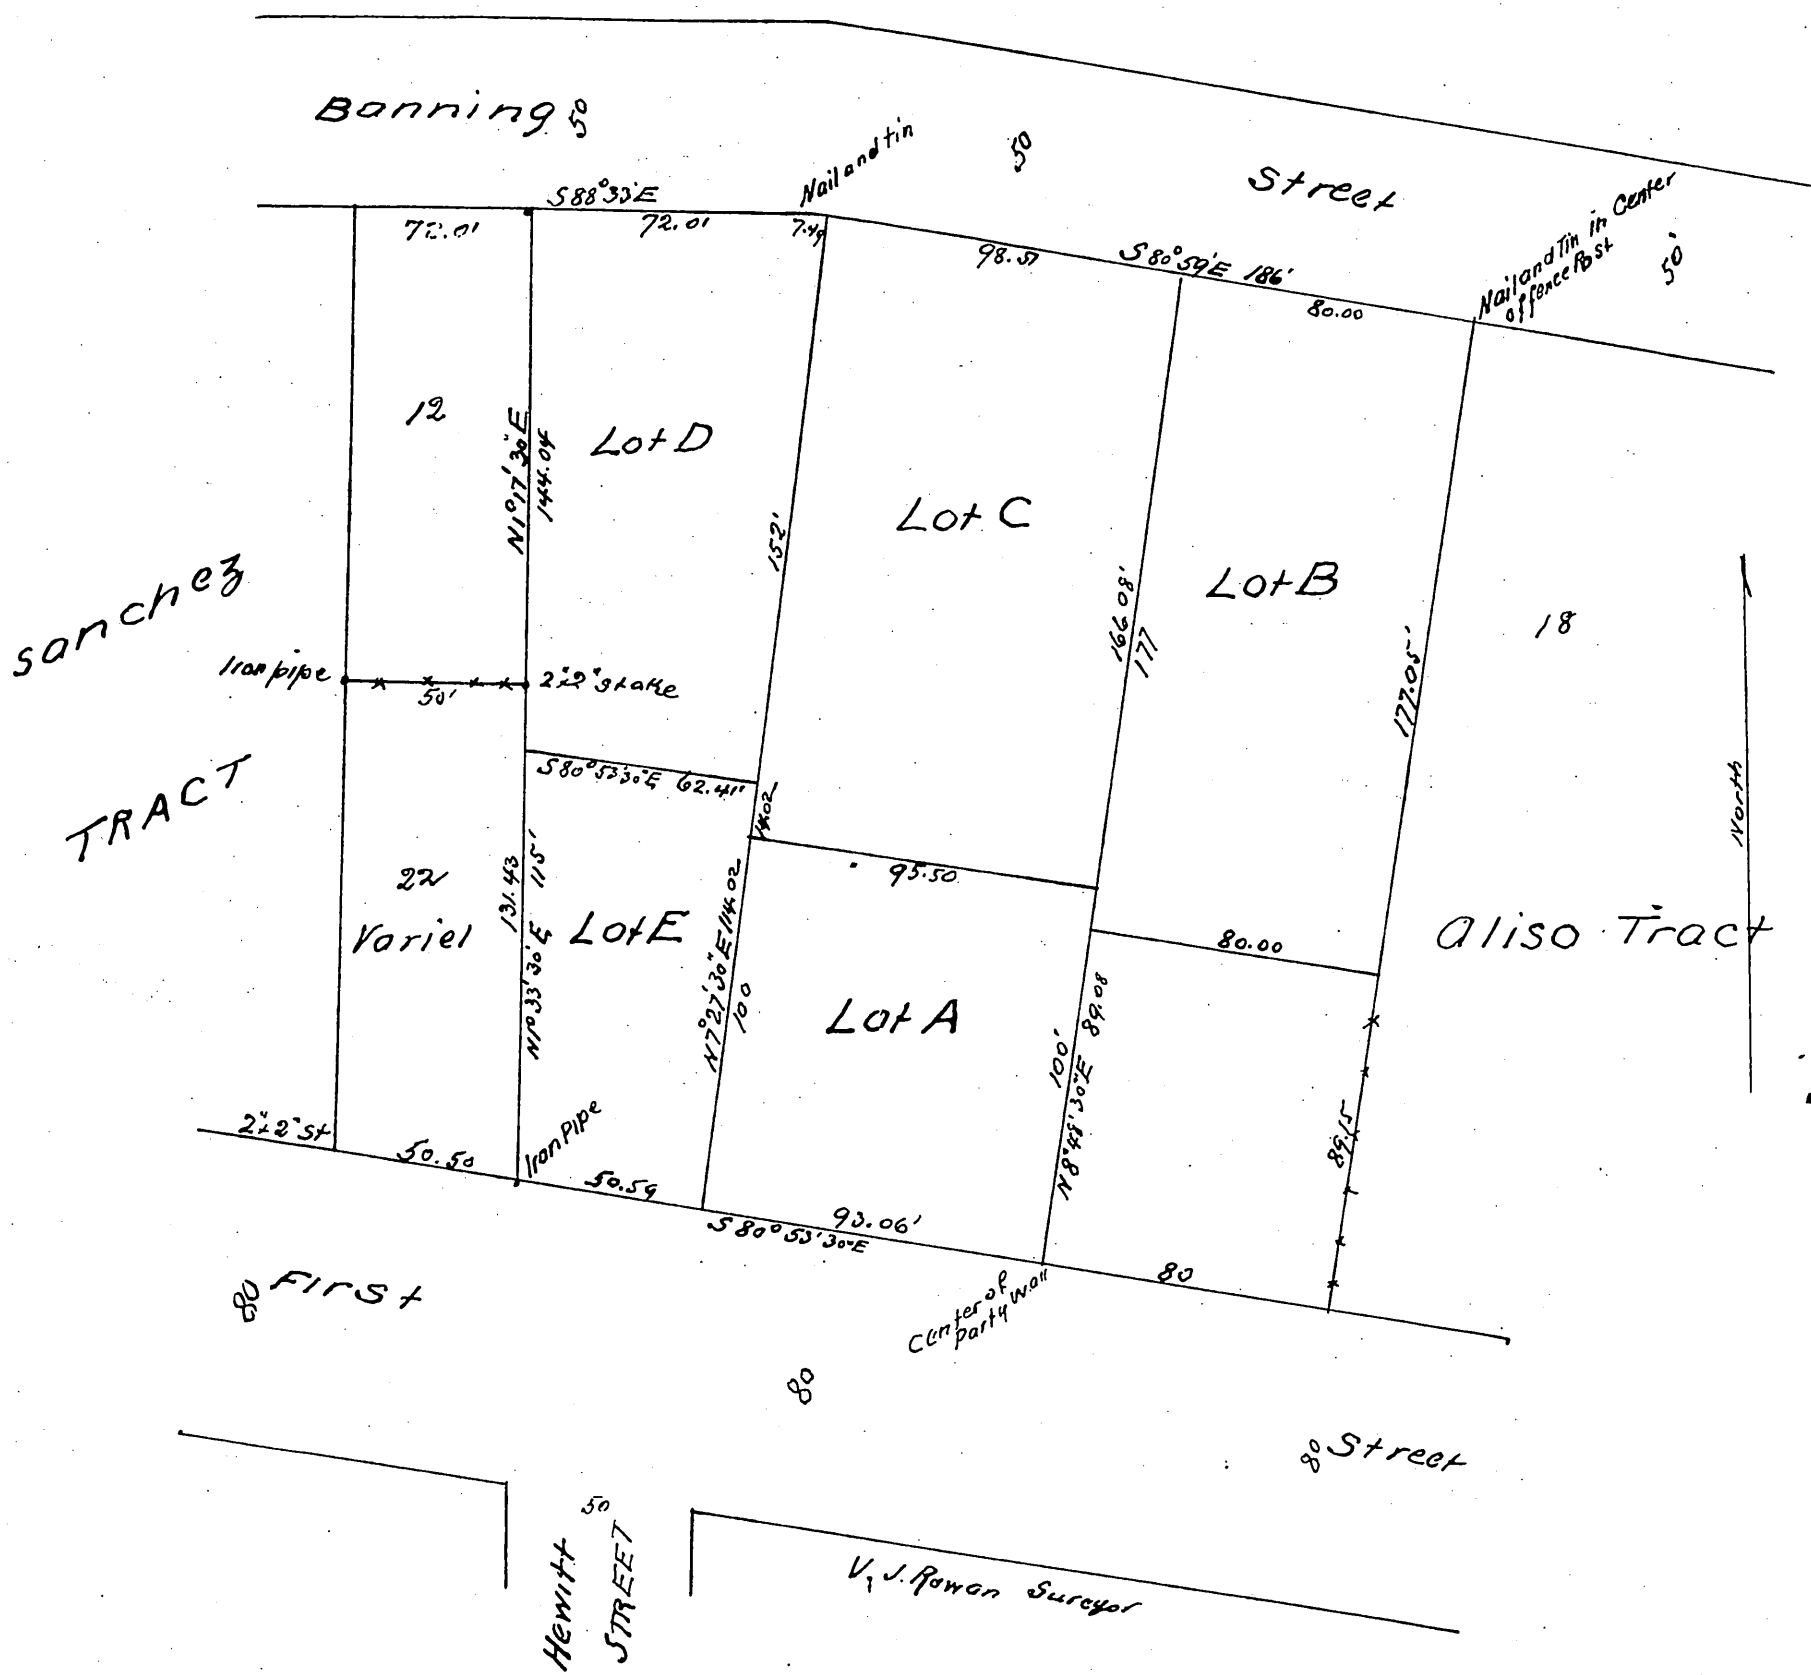 Banning 50
Nail and tin
50
Street
Nail and Tin in Center
of fence Post
50'
S88°33'E
72.01
72.01
7.49
98.51
S80°59'E 186'
80.00
12
N1°17'30"E
144.04
Lot D
152'
Lot C
166.08'
177
Lot B
177.05'
18
North
Sanchez
TRACT
Iron pipe
50'
2"x2" stake
S80°53'30"E 62.41'
14.02
95.50
80.00
22
Variel
131.43
N1°33'30"E 115'
Lot E
N7°27'30"E 114.02
100
Lot A
100'
N8°48'30"E 89.08
89.15
Aliso Tract
2"x2" St
50.50
Iron Pipe
50.59
93.06'
S80°53'30"E
80
Center of
Party Wall
80 First
80
80 Street
50
Hewitt
STREET
V. J. Rowan Surveyor